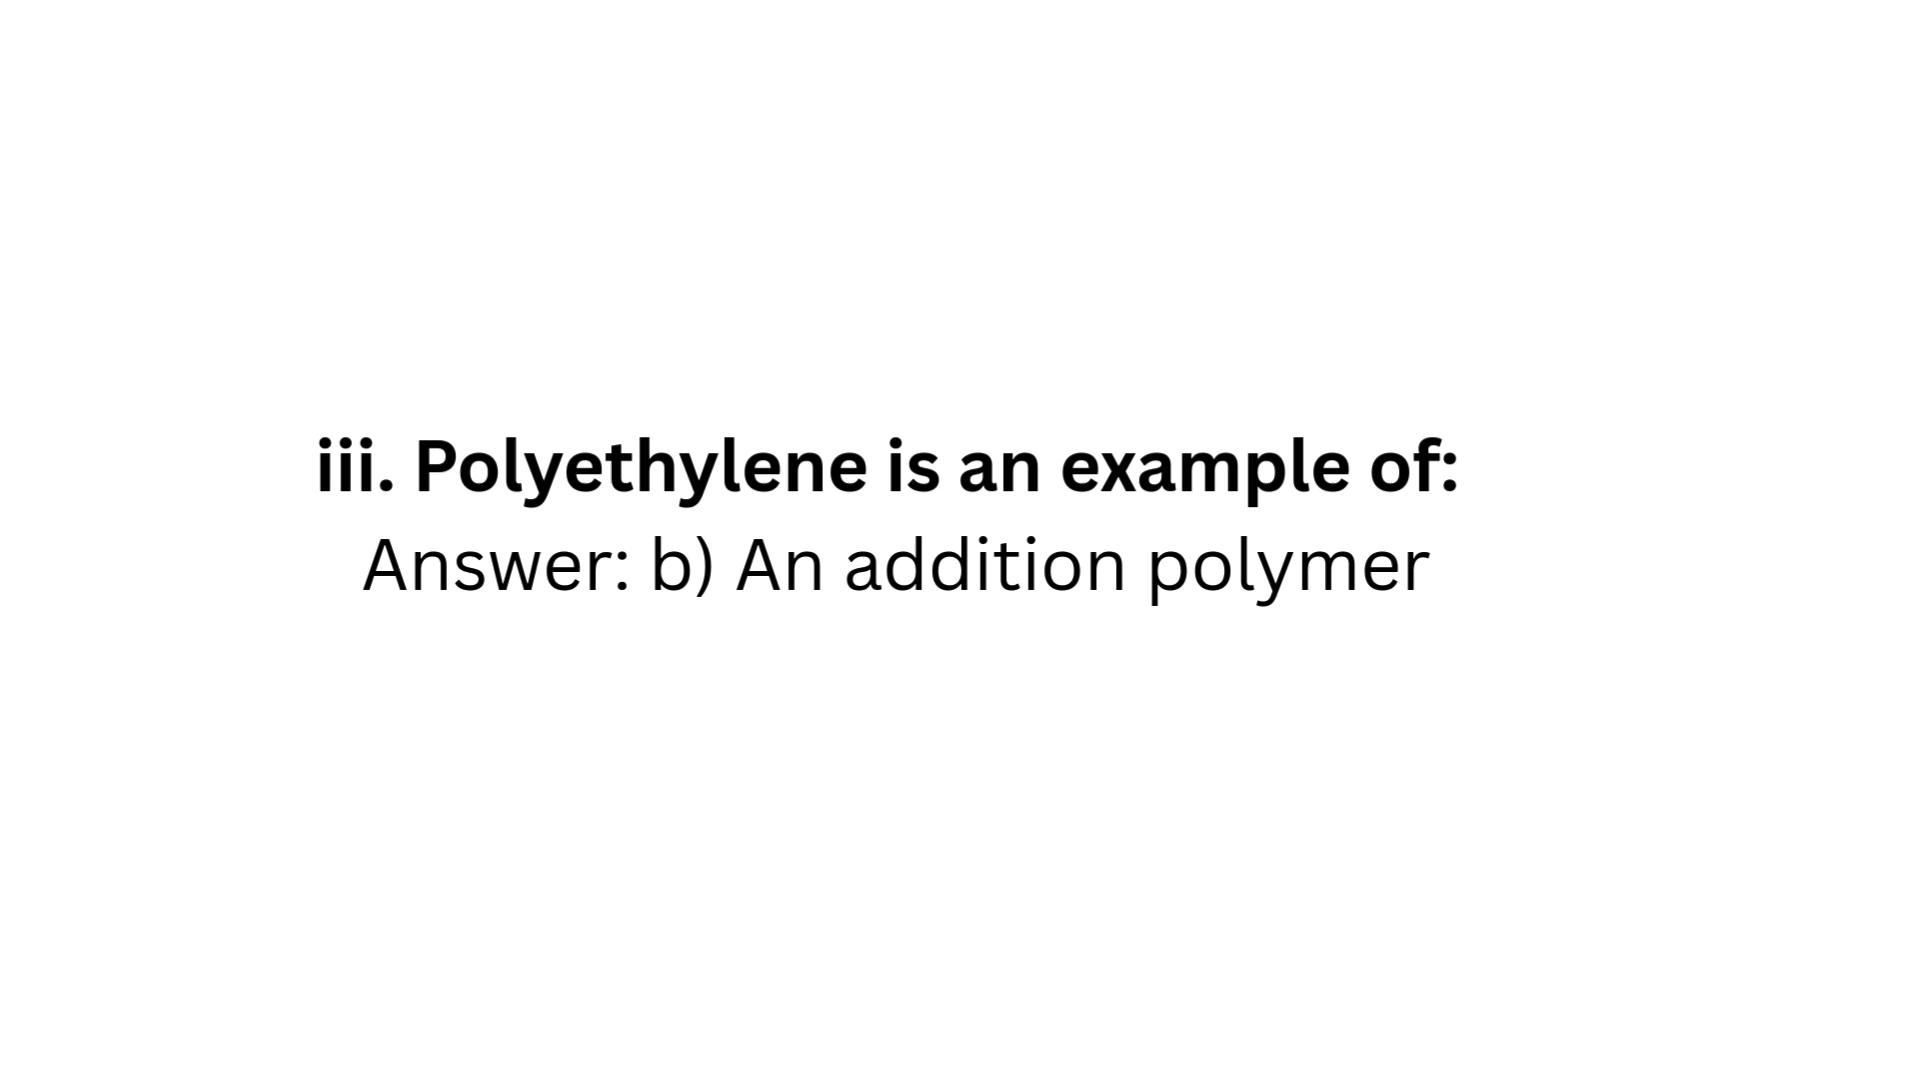 iii. Polyethylene is an example of:
Answer: b) An addition polymer